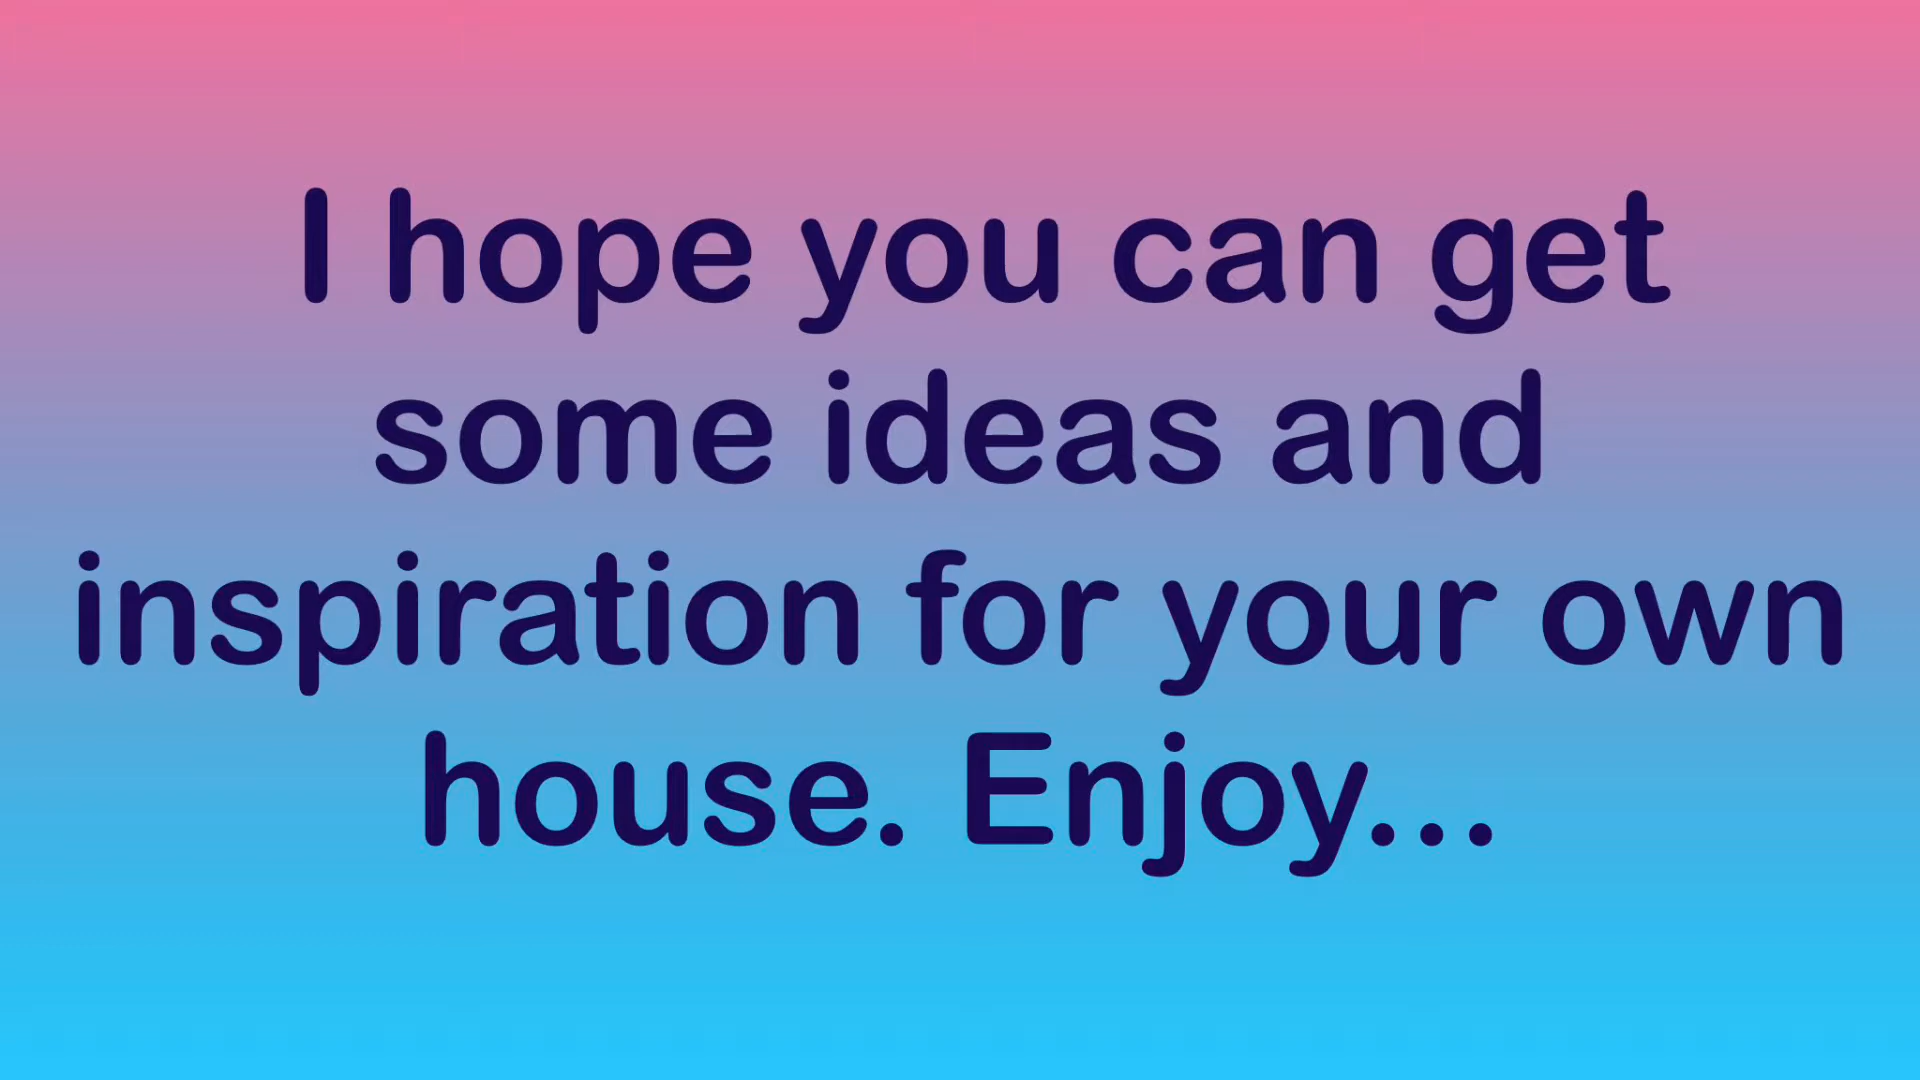 I hope you can get
some ideas and
inspiration for your own
house. Enjoy...